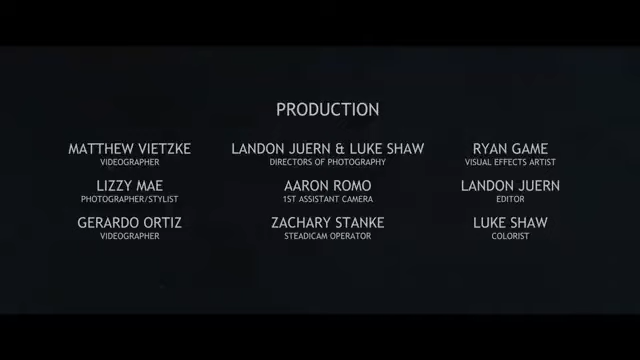 PRODUCTION
MATTHEW VIETZKE
VIDEOGRAPHER
LANDON JUERN & LUKE SHAW
DIRECTORS OF PHOTOGRAPHY
RYAN GAME
VISUAL EFFECTS ARTIST
LIZZY MAE
PHOTOGRAPHER/STYLIST
AARON ROMO
1ST ASSISTANT CAMERA
LANDON JUERN
EDITOR
GERARDO ORTIZ
VIDEOGRAPHER
ZACHARY STANKE
STEADICAM OPERATOR
LUKE SHAW
COLORIST